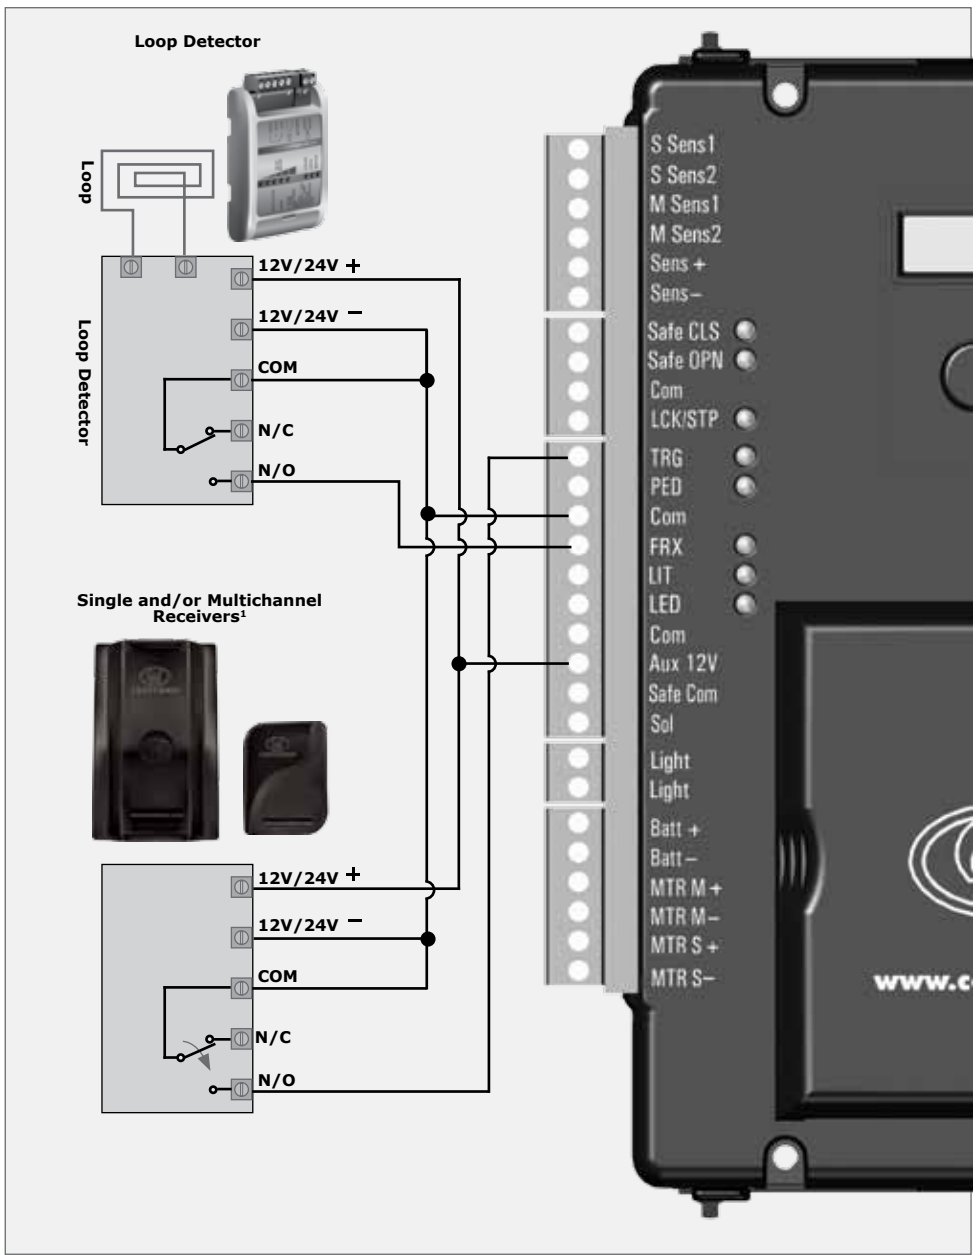 Loop Detector
Loop
12V/24V +
12V/24V −
COM
N/C
N/O
Loop Detector
Single and/or Multichannel
Receivers¹
12V/24V +
12V/24V −
COM
N/C
N/O
S Sens1
S Sens2
M Sens1
M Sens2
Sens +
Sens−
Safe CLS
Safe OPN
Com
LCK/STP
TRG
PED
Com
FRX
LIT
LED
Com
Aux 12V
Safe Com
Sol
Light
Light
Batt +
Batt −
MTR M +
MTR M−
MTR S +
MTR S−